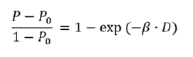 (P − P₀)/(1 − P₀) = 1 − exp (−β · D)